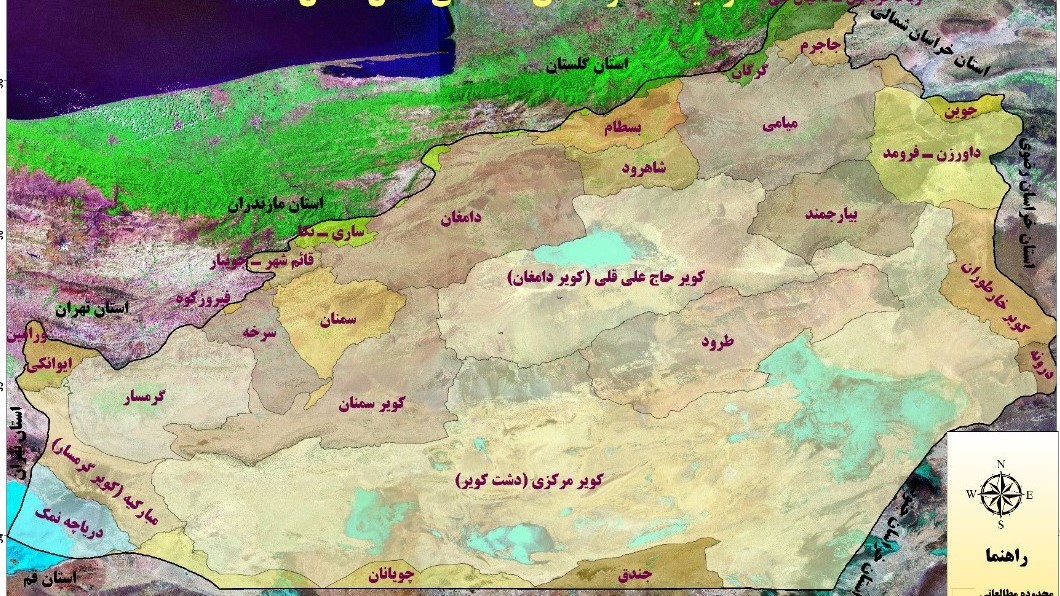 استان خراسان شمالی
جاجرم
گرگان
استان گلستان
جوین
میامی
بسطام
داورزن - فرومد
شاهرود
استان خراسان رضوی
استان مازندران
دامغان
بیارجمند
ساری - نکا
قائم شهر - جویبار
کویر حاج علی قلی (کویر دامغان)
کویر خارطوران
فیروزکوه
استان تهران
سمنان
سرخه
طرود
ورامین
ایوانکی
درونه
گرمسار
کویر سمنان
استان تهران
مبارکیه (کویر گرمسار)
کویر مرکزی (دشت کویر)
N
W
E
S
دریاچه نمک
راهنما
استان قم
چوپانان
جندق
محدوده مطالعاتی